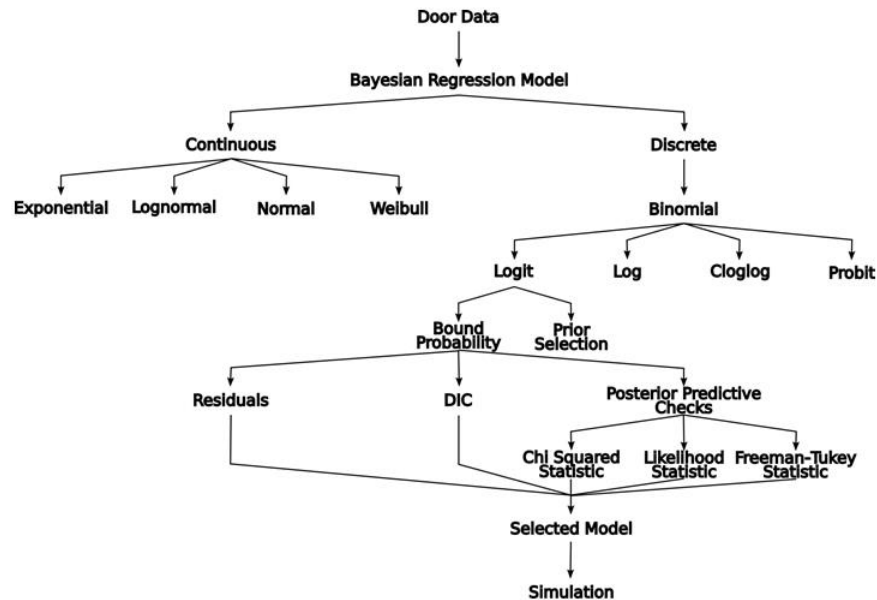 Door Data
Bayesian Regression Model
Continuous
Discrete
Exponential
Lognormal
Normal
Weibull
Binomial
Logit
Log
Cloglog
Probit
Bound
Probability
Prior
Selection
Residuals
DIC
Posterior Predictive
Checks
Chi Squared
Statistic
Likelihood
Statistic
Freeman-Tukey
Statistic
Selected Model
Simulation